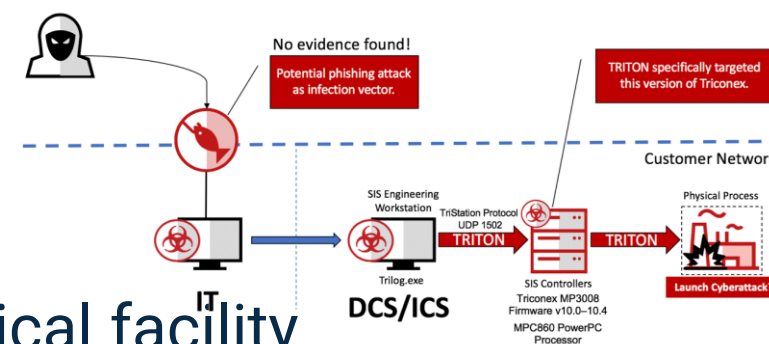 No evidence found!
Potential phishing attack
as infection vector.
TRITON specifically targeted
this version of Triconex.
Customer Networ
SIS Engineering
Workstation
TriStation Protocol
UDP 1502
TRITON
TRITON
Physical Process
Trilog.exe
SIS Controllers
Launch Cyberattack?
IT
DCS/ICS
Triconex MP3008
Firmware v10.0–10.4
MPC860 PowerPC
Processor
ical facility